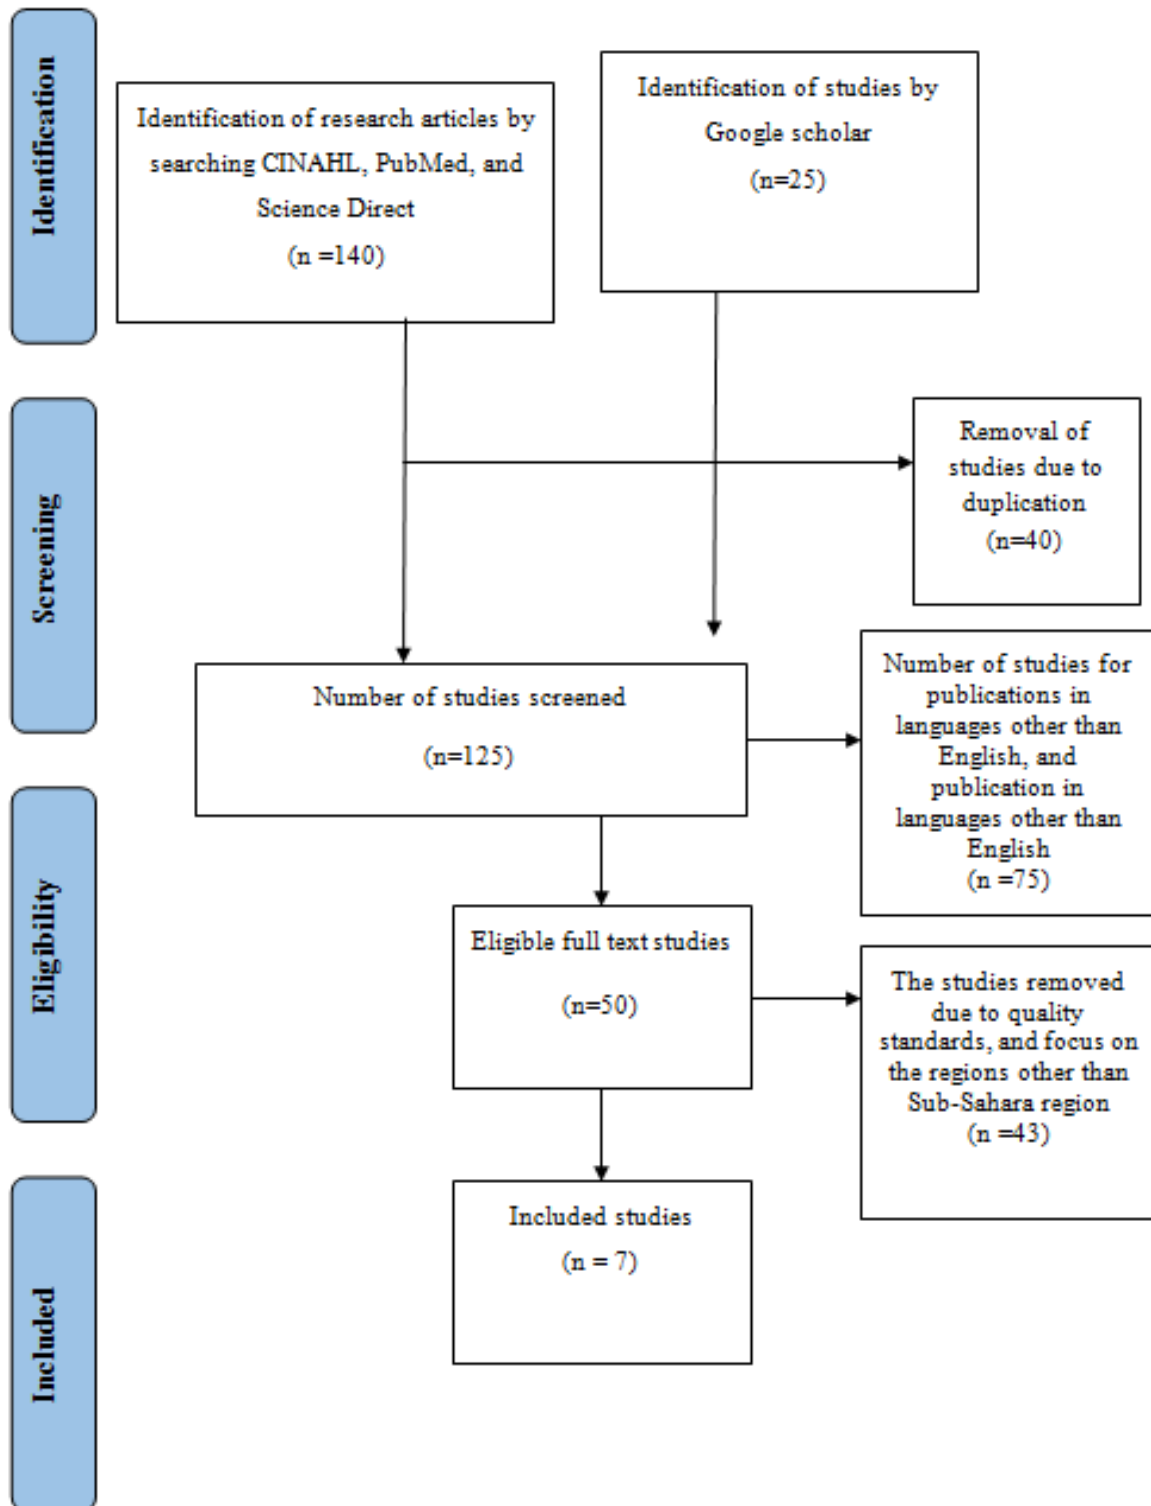 Identification
Identification of research articles by
searching CINAHL, PubMed, and
Science Direct
(n =140)
Identification of studies by
Google scholar
(n=25)
Screening
Removal of
studies due to
duplication
(n=40)
Number of studies screened
(n=125)
Number of studies for
publications in
languages other than
English, and
publication in
languages other than
English
(n =75)
Eligibility
Eligible full text studies
(n=50)
The studies removed
due to quality
standards, and focus on
the regions other than
Sub-Sahara region
(n =43)
Included
Included studies
(n = 7)